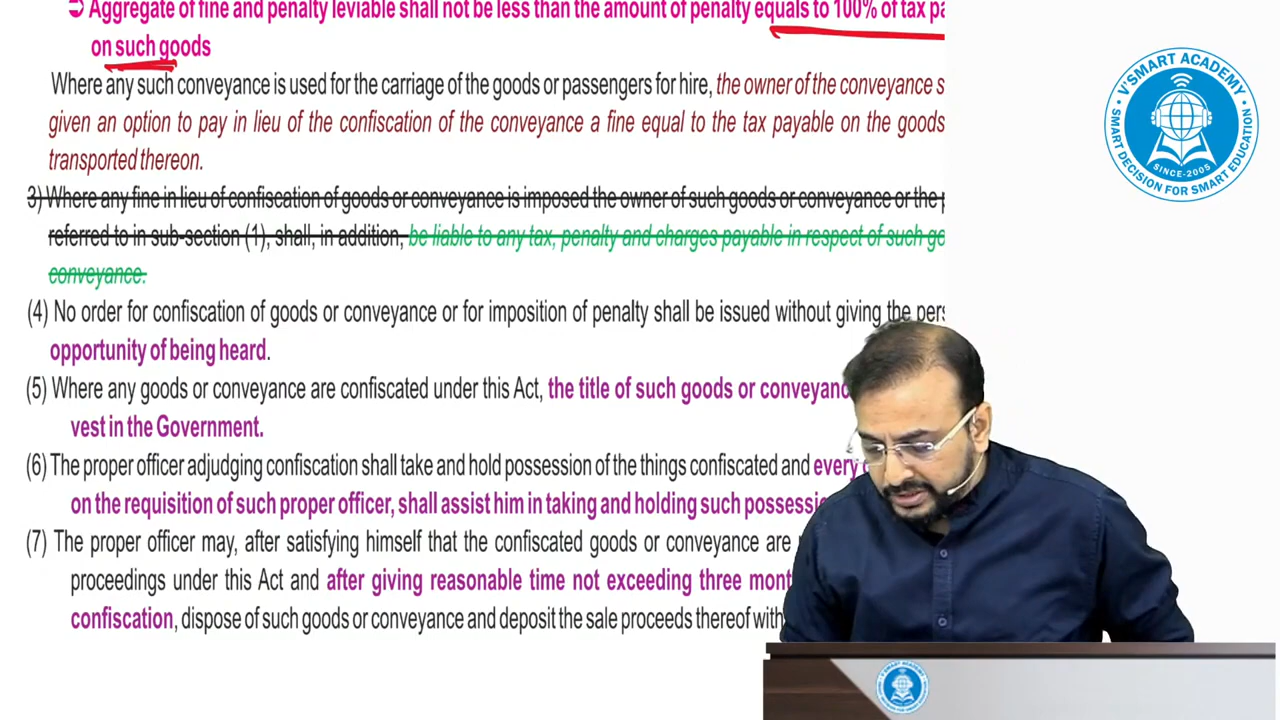 ➲ Aggregate of fine and penalty leviable shall not be less than the amount of penalty equals to 100% of tax
on such goods
Where any such conveyance is used for the carriage of the goods or passengers for hire, the owner of the conveyance
given an option to pay in lieu of the confiscation of the conveyance a fine equal to the tax payable on the goods
transported thereon.
3) Where any fine in lieu of confiscation of goods or conveyance is imposed the owner of such goods or conveyance or the
referred to in sub-section (1), shall, in addition, be liable to any tax, penalty and charges payable in respect of such
conveyance.
(4) No order for confiscation of goods or conveyance or for imposition of penalty shall be issued without giving the
opportunity of being heard.
(5) Where any goods or conveyance are confiscated under this Act, the title of such goods or
vest in the Government.
(6) The proper officer adjudging confiscation shall take and hold possession of the things confiscated and
on the requisition of such proper officer, shall assist him in taking and holding such
(7) The proper officer may, after satisfying himself that the confiscated goods or conveyance are
proceedings under this Act and after giving reasonable time not exceeding three
confiscation, dispose of such goods or conveyance and deposit the sale proceeds thereof with
V'SMART ACADEMY
SINCE-2005
SMART DECISION FOR SMART EDUCATION